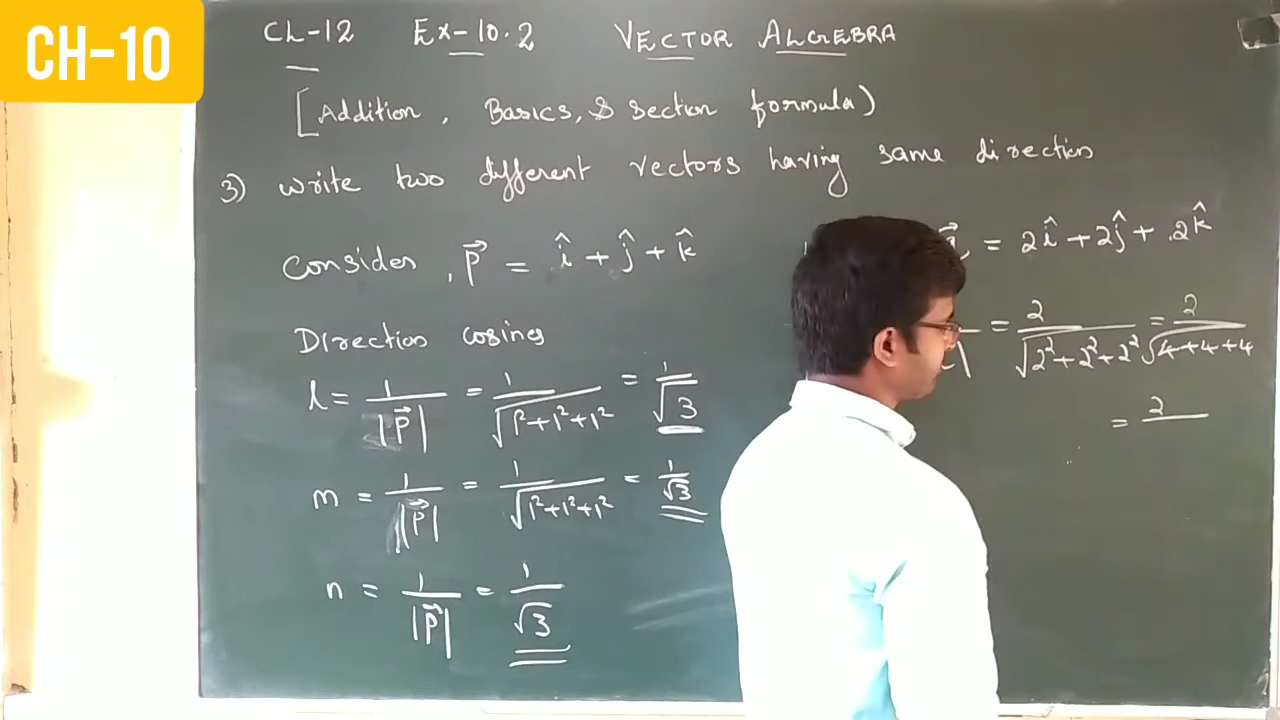 CH-10
CL-12 Ex-10.2 VECTOR ALGEBRA
[Addition, Basics, & section formula)
3) write two different vectors having same direction
Consider, p⃗ = î + ĵ + k̂
= 2î + 2ĵ + 2k̂
Direction cosines
l = 1/|p⃗| = 1/√(1²+1²+1²) = 1/√3
= 2/√(2²+2²+2²) = 2/√(4+4+4)
= 2
m = 1/|p⃗| = 1/√(1²+1²+1²) = 1/√3
n = 1/|p⃗| = 1/√3